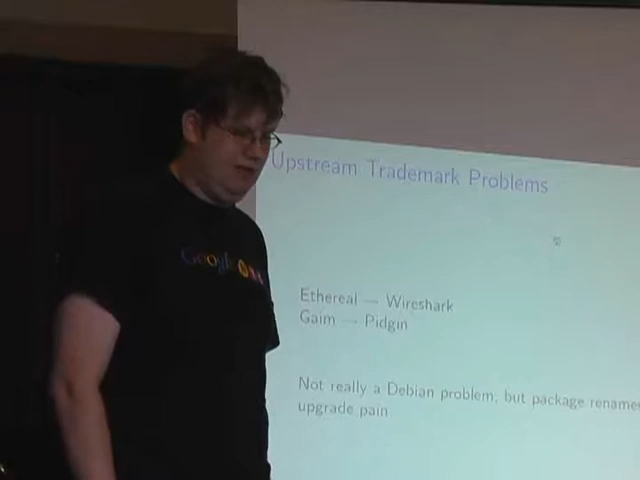 Upstream Trademark Problems
Google
Ethereal — Wireshark
Gaim — Pidgin
Not really a Debian problem, but package renames
upgrade pain